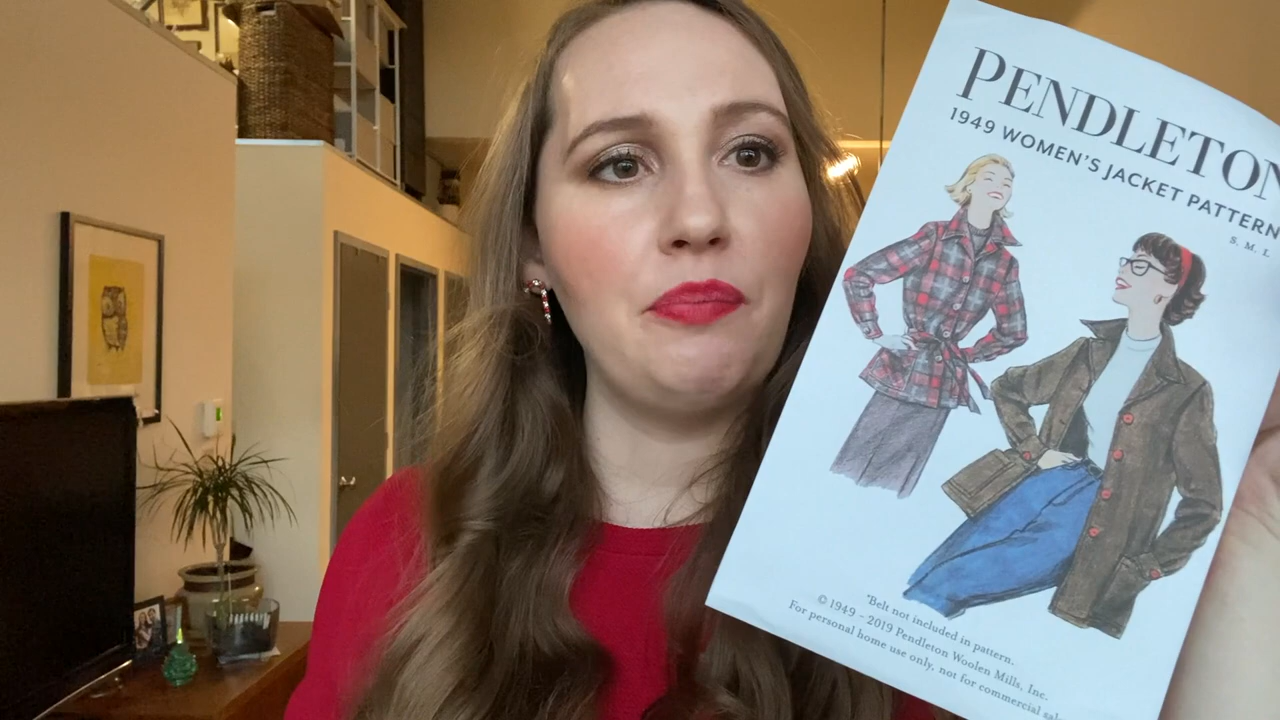 PENDLETON
1949 WOMEN'S JACKET PATTERN
S, M, L
*Belt not included in pattern.
© 1949 - 2019 Pendleton Woolen Mills, Inc.
For personal home use only, not for commercial